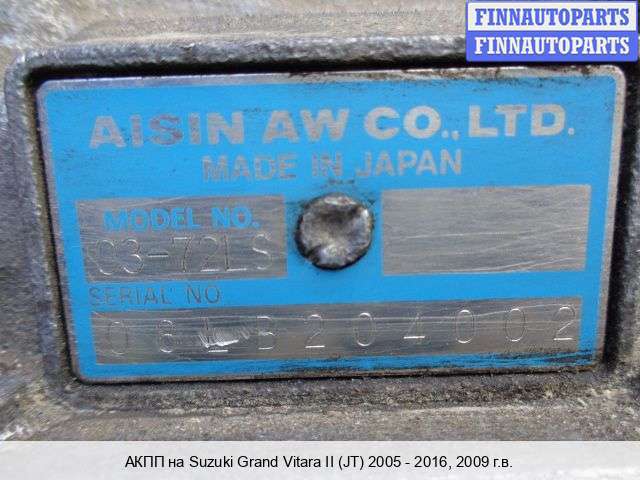 FINNAUTOPARTS
FINNAUTOPARTS
AISIN AW CO., LTD.
MADE IN JAPAN
MODEL NO.
03-72LS
SERIAL NO
АКПП на Suzuki Grand Vitara II (JT) 2005 - 2016, 2009 г.в.